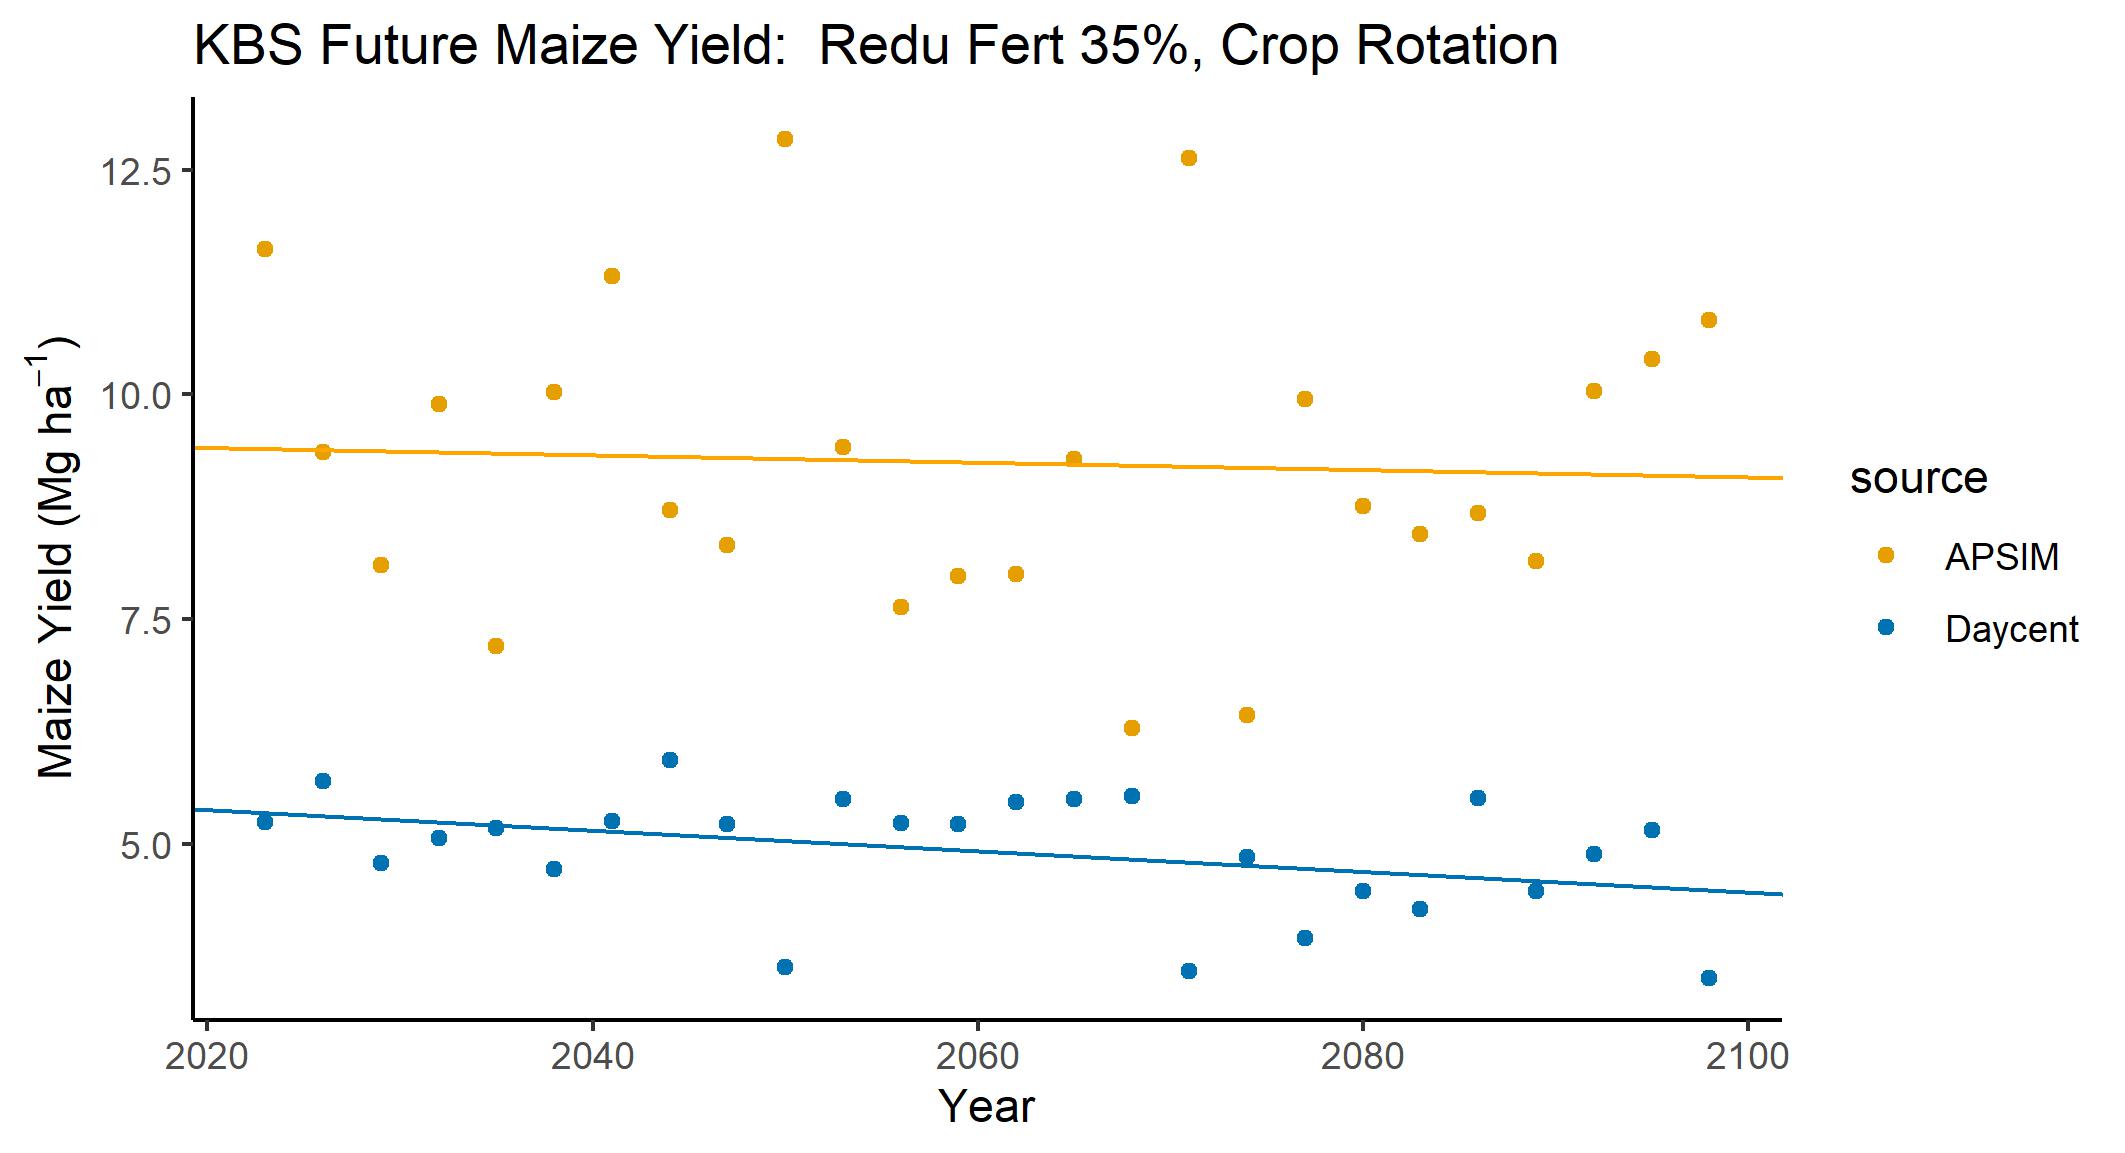 KBS Future Maize Yield:  Redu Fert 35%, Crop Rotation
Maize Yield (Mg ha⁻¹)
12.5
10.0
7.5
5.0
2020 2040 2060 2080 2100
Year
source
APSIM
Daycent